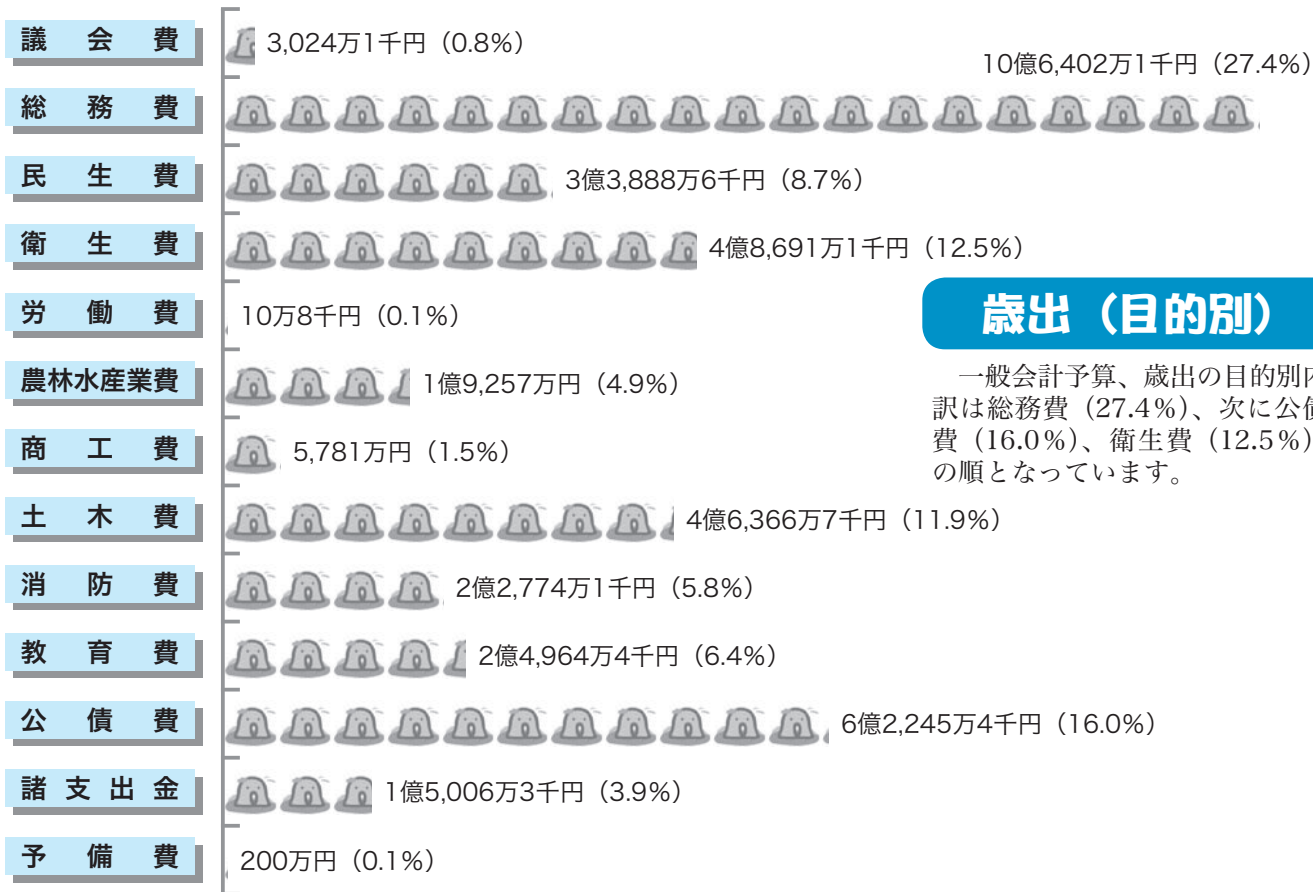 議会費 3,024万1千円（0.8%）
10億6,402万1千円（27.4%）
総務費
民生費 3億3,888万6千円（8.7%）
衛生費 4億8,691万1千円（12.5%）
労働費 10万8千円（0.1%）
農林水産業費 1億9,257万円（4.9%）
商工費 5,781万円（1.5%）
土木費 4億6,366万7千円（11.9%）
消防費 2億2,774万1千円（5.8%）
教育費 2億4,964万4千円（6.4%）
公債費 6億2,245万4千円（16.0%）
諸支出金 1億5,006万3千円（3.9%）
予備費 200万円（0.1%）
歳出（目的別）
一般会計予算、歳出の目的別内
訳は総務費（27.4%）、次に公債
費（16.0%）、衛生費（12.5%）
の順となっています。